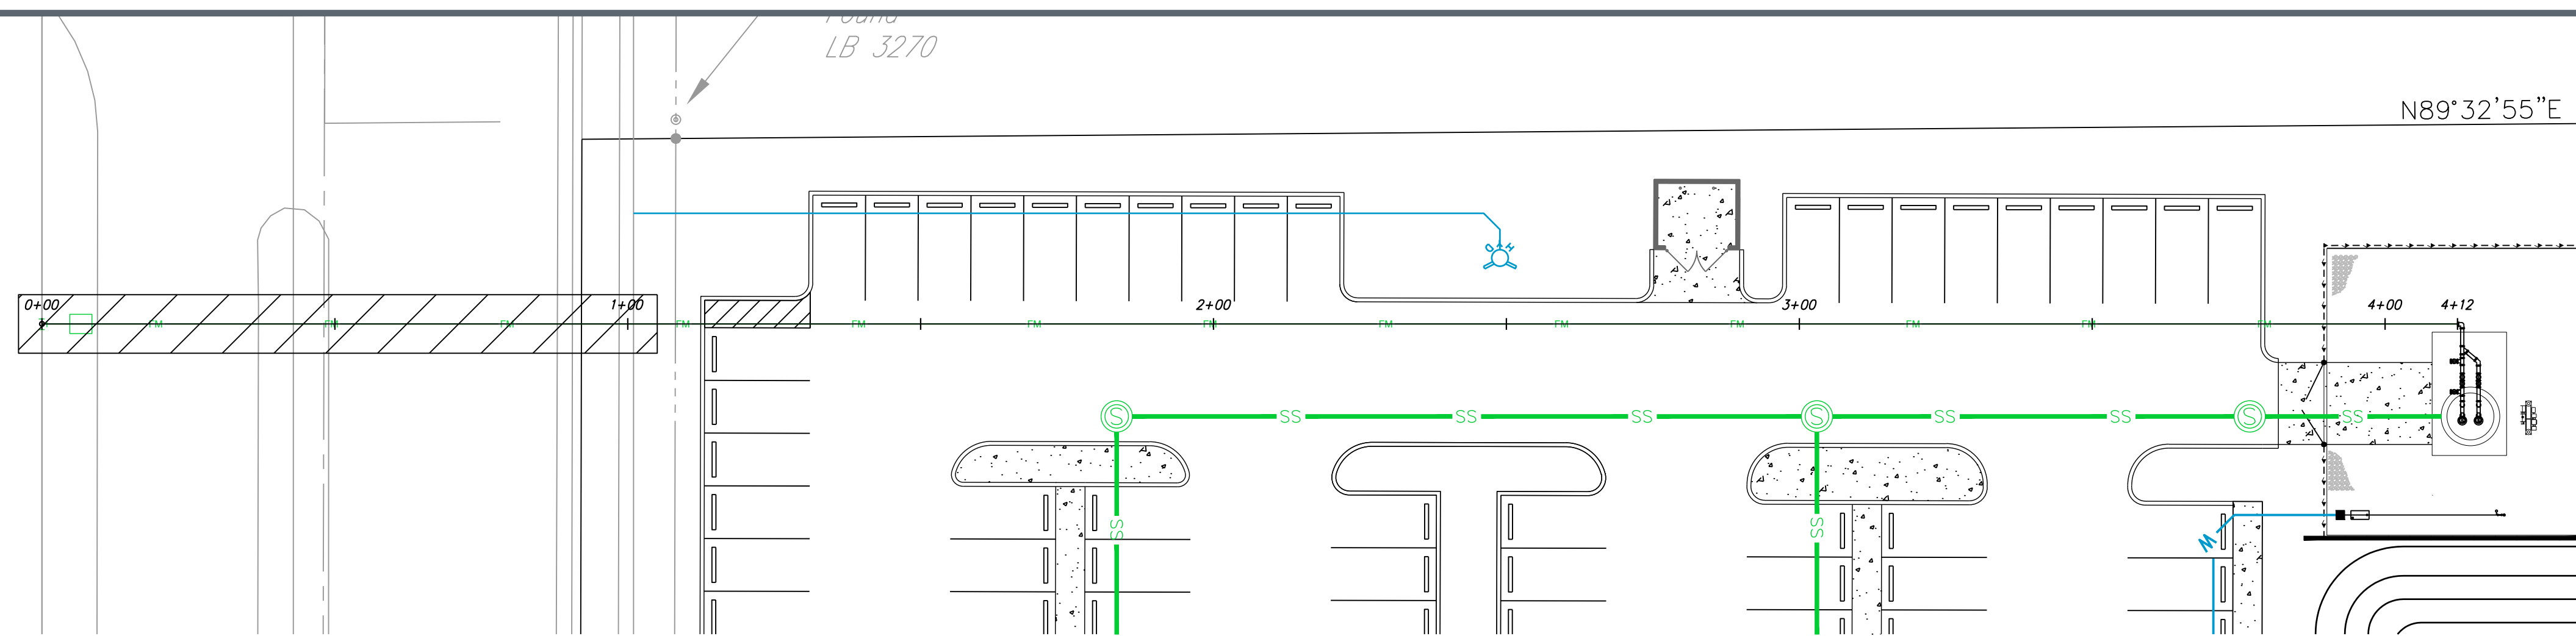 LB 3270
N89°32'55"E
0+00
1+00
2+00
3+00
4+00
4+12
FM FM FM FM FM FM FM FM FM FM FM FM FM
S SS SS SS S SS SS S SS
SS SS
W